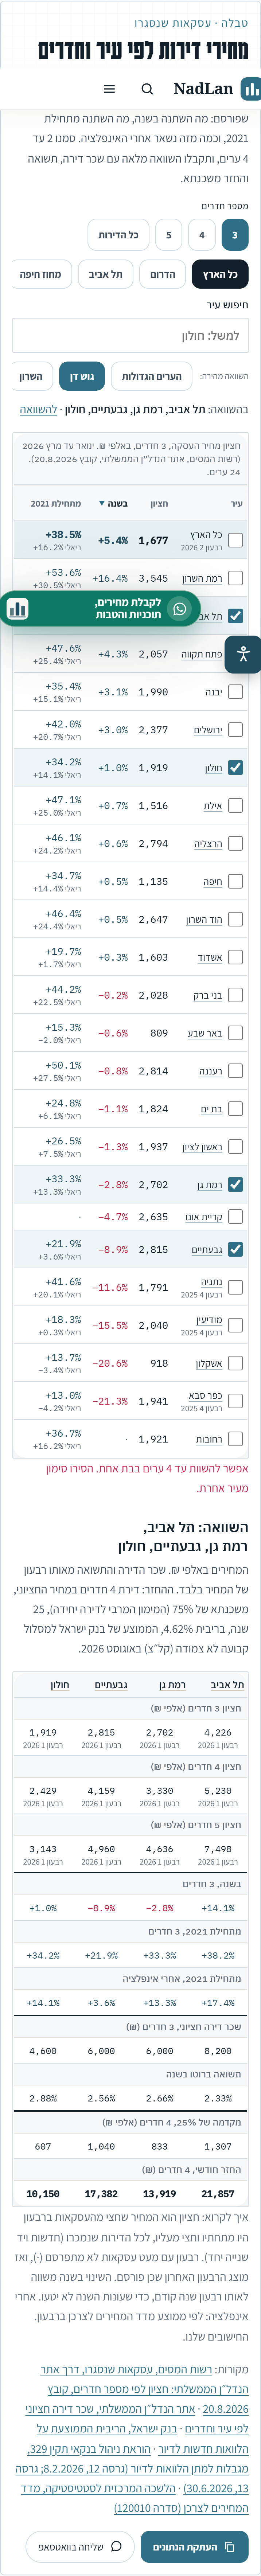 טבלה · עסקאות שנסגרו
מחירי דירות לפי עיר וחדרים
NadLan
שפורסם: מה השתנה בשנה, מה השתנה מתחילת
2021, וכמה מזה נשאר אחרי האינפלציה. סמנו 2 עד
4 ערים, ותקבלו השוואה מלאה עם שכר דירה, תשואה
והחזר משכנתא.
מספר חדרים
3 4 5 כל הדירות
כל הארץ הדרום תל אביב מחוז חיפה
חיפוש עיר
למשל: חולון
השוואה מהירה: הערים הגדולות גוש דן השרון
בהשוואה: תל אביב, רמת גן, גבעתיים, חולון · להשוואה
חציון מחיר העסקה, 3 חדרים, באלפי ₪. ינואר עד מרץ 2026
(רשות המסים, אתר הנדל״ן הממשלתי, קובץ 20.8.2026).
24 ערים.
עיר חציון בשנה ▼ מתחילת 2021
כל הארץ 1,677 +5.4% +38.5%
רבעון 2 2026 ריאלי +16.2%
רמת השרון 3,545 +16.4% +53.6%
ריאלי +30.5%
תל אבי
לקבלת מחירים,
תוכניות והטבות
פתח תקווה 2,057 +4.3% +47.6%
ריאלי +25.4%
יבנה 1,990 +3.1% +35.4%
ריאלי +15.1%
ירושלים 2,377 +3.0% +42.0%
ריאלי +20.7%
חולון 1,919 +1.0% +34.2%
ריאלי +14.1%
אילת 1,516 +0.7% +47.1%
ריאלי +25.0%
הרצליה 2,794 +0.6% +46.1%
ריאלי +24.2%
חיפה 1,135 +0.5% +34.7%
ריאלי +14.4%
הוד השרון 2,647 +0.5% +46.4%
ריאלי +24.4%
אשדוד 1,603 +0.3% +19.7%
ריאלי +1.7%
בני ברק 2,028 −0.2% +44.2%
ריאלי +22.5%
באר שבע 809 −0.6% +15.3%
ריאלי −2.0%
רעננה 2,814 −0.8% +50.1%
ריאלי +27.5%
בת ים 1,824 −1.1% +24.8%
ריאלי +6.1%
ראשון לציון 1,937 −1.3% +26.5%
ריאלי +7.5%
רמת גן 2,702 −2.8% +33.3%
ריאלי +13.3%
קריית אונו 2,635 −4.7% ·
גבעתיים 2,815 −8.9% +21.9%
ריאלי +3.6%
נתניה 1,791 −11.6% +41.6%
רבעון 4 2025 ריאלי +20.1%
מודיעין 2,040 −15.5% +18.3%
רבעון 4 2025 ריאלי +0.3%
אשקלון 918 −20.6% +13.7%
ריאלי −3.4%
כפר סבא 1,941 −21.3% +13.0%
רבעון 4 2025 ריאלי −4.2%
רחובות 1,921 · +36.7%
ריאלי +16.2%
אפשר להשוות עד 4 ערים בבת אחת. הסירו סימון
מעיר אחרת.
השוואה: תל אביב,
רמת גן, גבעתיים, חולון
המחירים באלפי ₪. שכר הדירה והתשואה מאותו רבעון
של המחיר בלבד. ההחזר: דירת 4 חדרים במחיר החציוני,
משכנתא של 75% (המימון המרבי לדירה יחידה), 25
שנה, בריבית 4.62%, הממוצע של בנק ישראל למסלול
קבועה לא צמודה (קל״צ) באוגוסט 2026.
תל אביב רמת גן גבעתיים חולון
חציון 3 חדרים (אלפי ₪)
4,226 2,702 2,815 1,919
רבעון 1 2026 רבעון 1 2026 רבעון 1 2026 רבעון 1 2026
חציון 4 חדרים (אלפי ₪)
5,230 3,330 4,159 2,429
רבעון 1 2026 רבעון 1 2026 רבעון 1 2026 רבעון 1 2026
חציון 5 חדרים (אלפי ₪)
7,498 4,636 4,960 3,143
רבעון 1 2026 רבעון 1 2026 רבעון 1 2026 רבעון 1 2026
בשנה, 3 חדרים
+14.1% −2.8% −8.9% +1.0%
מתחילת 2021, 3 חדרים
+38.2% +33.3% +21.9% +34.2%
מתחילת 2021, אחרי אינפלציה
+17.4% +13.3% +3.6% +14.1%
שכר דירה חציוני, 3 חדרים (₪)
8,200 6,000 6,000 4,600
תשואה ברוטו בשנה
2.33% 2.66% 2.56% 2.88%
מקדמה של 25%, 4 חדרים (אלפי ₪)
1,307 833 1,040 607
החזר חודשי, 4 חדרים (₪)
21,857 13,919 17,382 10,150
איך לקרוא: חציון הוא המחיר שחצי מהעסקאות ברבעון
היו מתחתיו וחצי מעליו, לכל הדירות שנמכרו (חדשות ויד
שנייה יחד). רבעון עם מעט עסקאות לא מתפרסם (·), ואז
מוצג הרבעון האחרון שכן פורסם. השינוי בשנה משווה
לאותו רבעון שנה קודם, כדי שעונות השנה לא יטעו. אחרי
אינפלציה: לפי ממוצע מדד המחירים לצרכן ברבעון.
החישובים שלנו.
מקורות: רשות המסים, עסקאות שנסגרו, דרך אתר
הנדל״ן הממשלתי: חציון לפי מספר חדרים, קובץ
20.8.2026 · אתר הנדל״ן הממשלתי, שכר דירה חציוני
לפי עיר וחדרים · בנק ישראל, הריבית הממוצעת על
הלוואות חדשות לדיור · הוראת ניהול בנקאי תקין 329,
מגבלות למתן הלוואות לדיור (גרסה 12, 8.2.2026; גרסה
13, 30.6.2026) · הלשכה המרכזית לסטטיסטיקה, מדד
המחירים לצרכן (סדרה 120010)
העתקת הנתונים שליחה בוואטסאפ